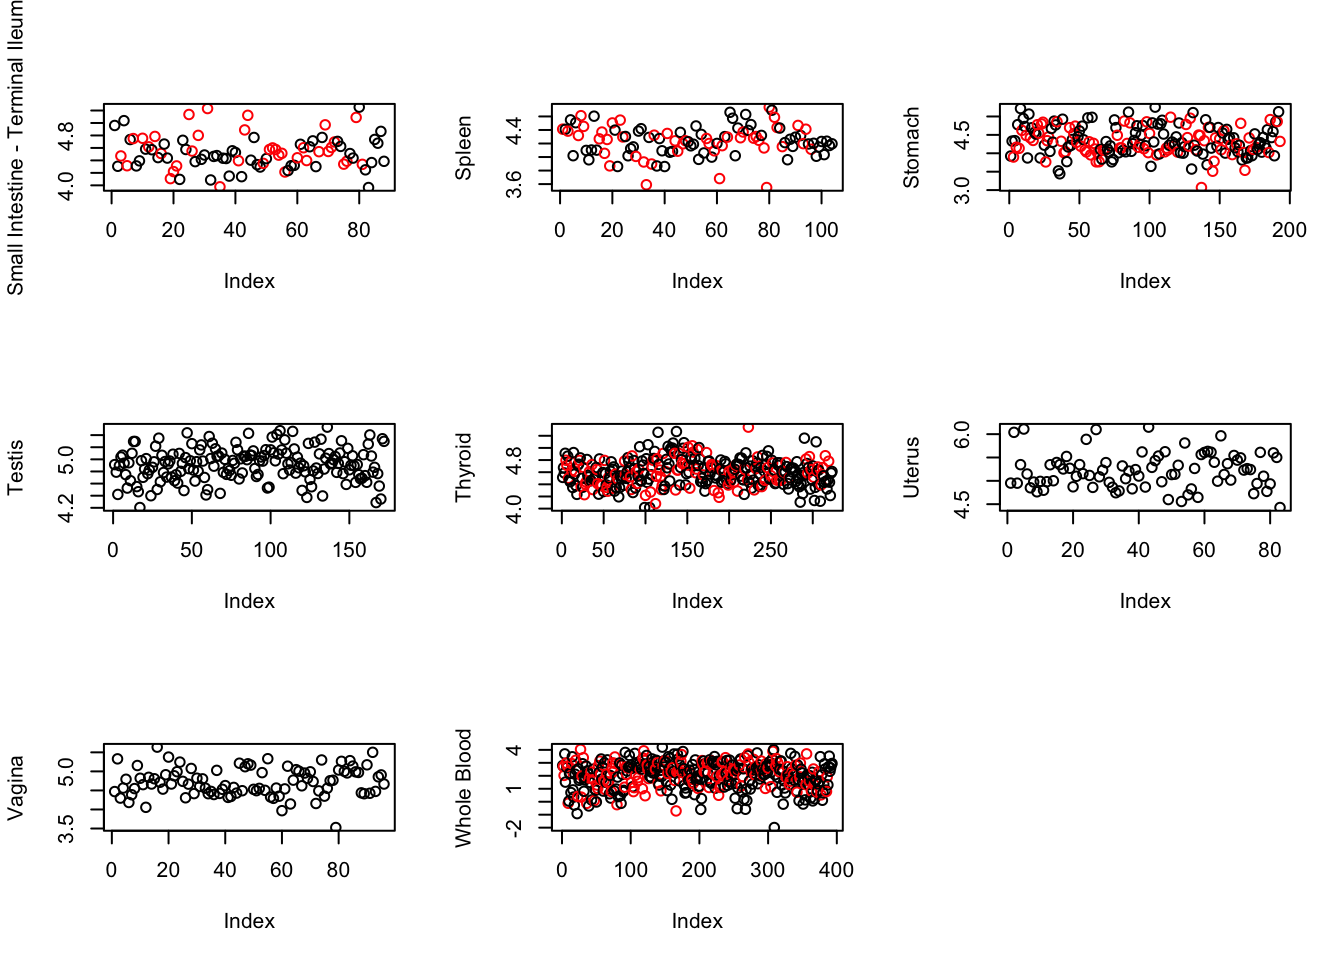 Small Intestine - Terminal Ileum
4.0 4.8
0 20 40 60 80
Index
Spleen
3.6 4.4
0 20 40 60 80 100
Index
Stomach
3.0 4.5
0 50 100 150 200
Index
Testis
4.2 5.0
0 50 100 150
Index
Thyroid
4.0 4.8
0 50 150 250
Index
Uterus
4.5 6.0
0 20 40 60 80
Index
Vagina
3.5 5.0
0 20 40 60 80
Index
Whole Blood
-2 1 4
0 100 200 300 400
Index